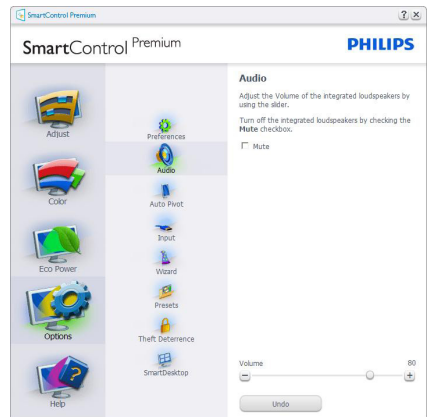 SmartControl Premium
SmartControl Premium
PHILIPS
Adjust
Color
Eco Power
Options
Help
Preferences
Audio
Auto Pivot
Input
Wizard
Presets
Theft Deterrence
SmartDesktop
Audio
Adjust the Volume of the integrated loudspeakers by
using the slider.
Turn off the integrated loudspeakers by checking the
Mute checkbox.
Mute
Volume 80
Undo